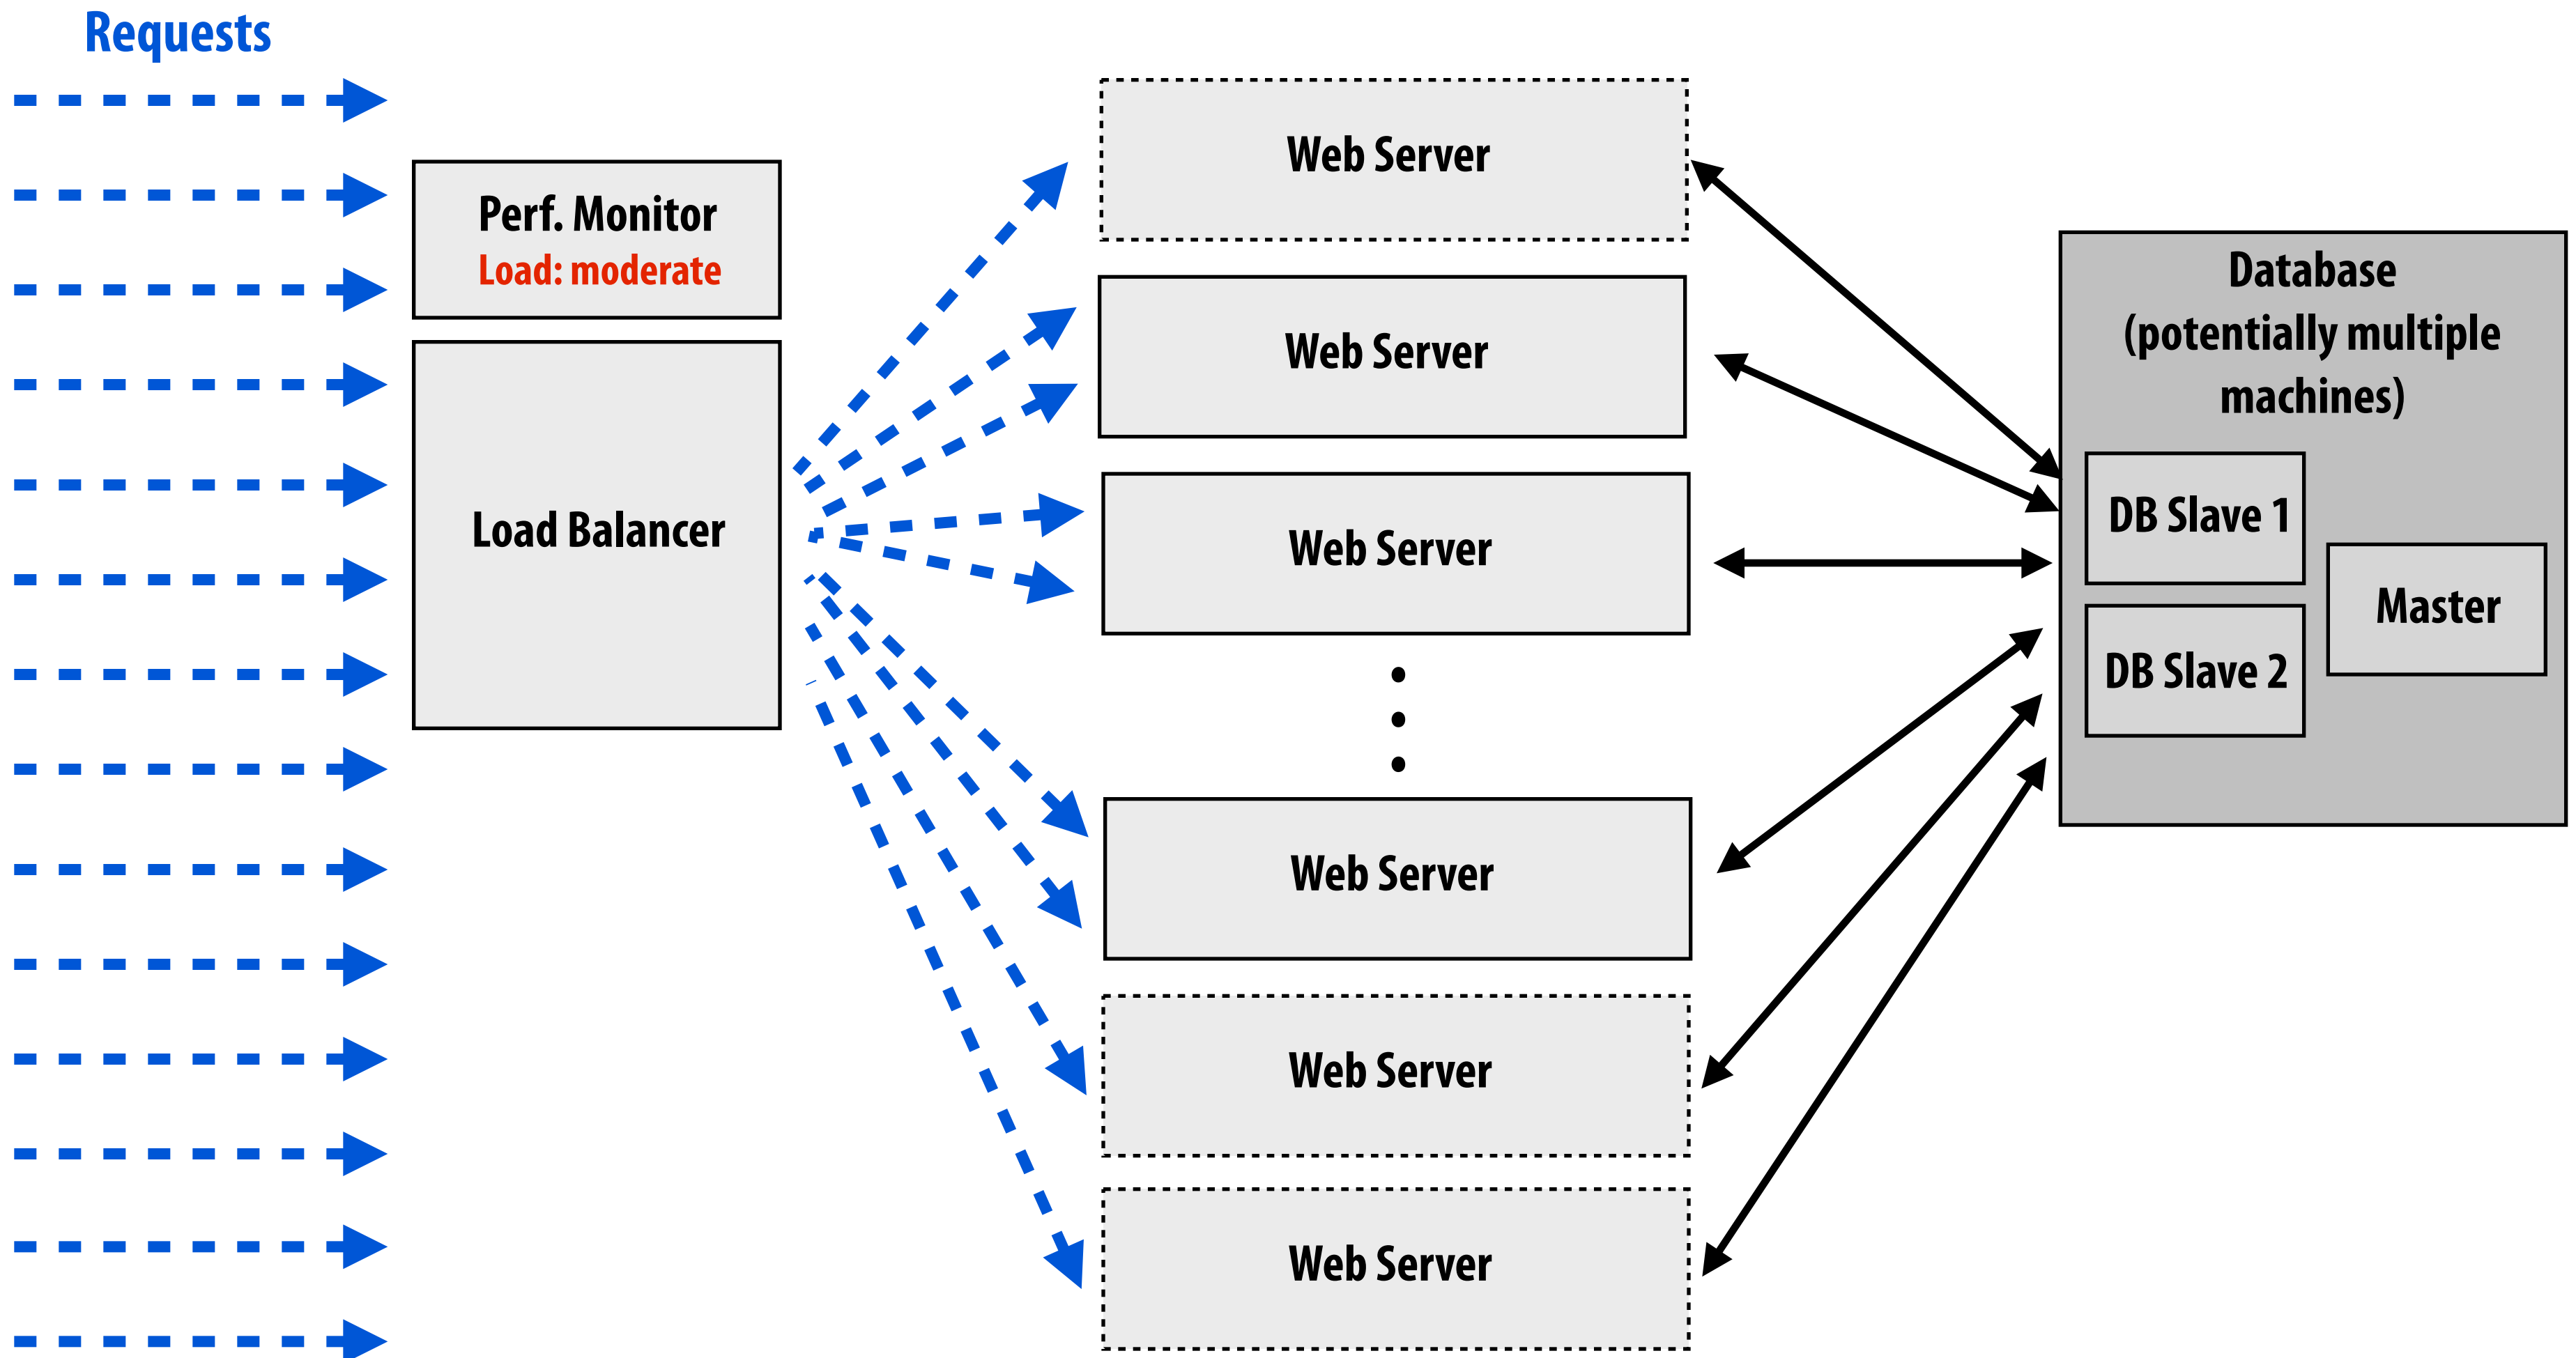 Requests
Perf. Monitor
Load: moderate
Load Balancer
Web Server
Web Server
Web Server
Web Server
Web Server
Web Server
Database
(potentially multiple
machines)
DB Slave 1
DB Slave 2
Master